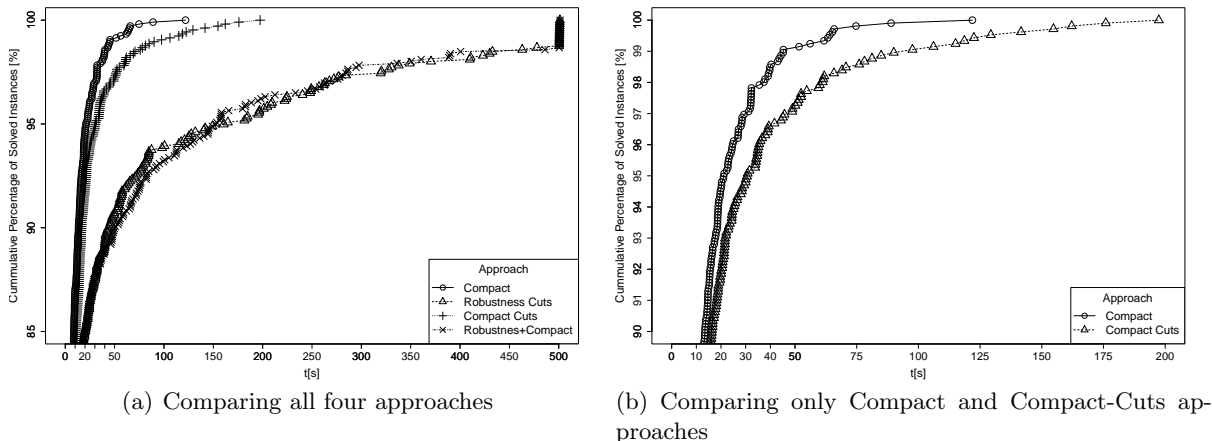 Cummulative Percentage of Solved Instances [%]
100
95
90
85
Approach
Compact
Robustness Cuts
Compact Cuts
Robustnes+Compact
0 20 50 100 150 200 250 300 350 400 450 500
t[s]
(a) Comparing all four approaches
Cummulative Percentage of Solved Instances [%]
100
99
98
97
96
95
94
93
92
91
90
Approach
Compact
Compact Cuts
0 10 20 30 40 50 75 100 125 150 175 200
t[s]
(b) Comparing only Compact and Compact-Cuts ap-
proaches